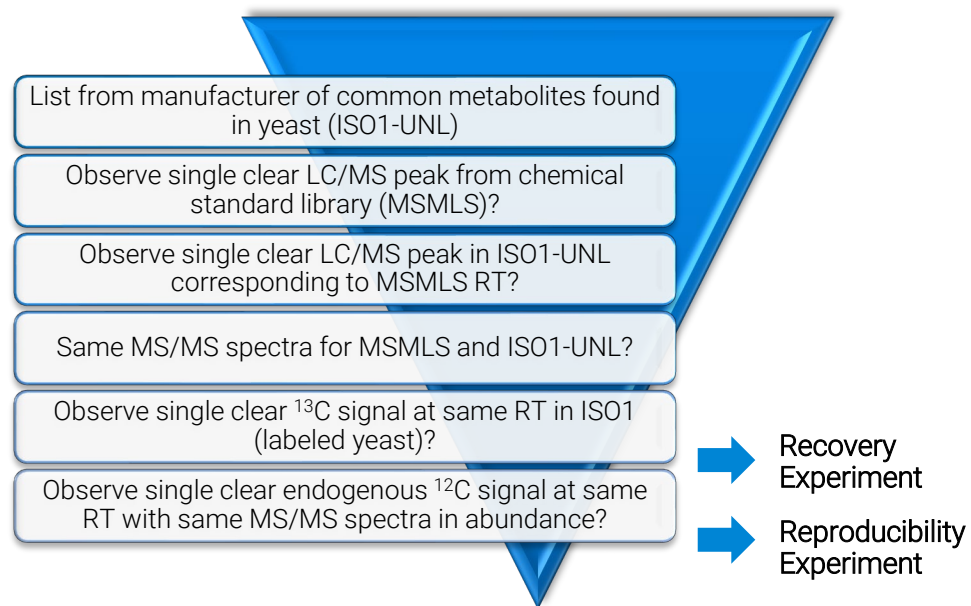 List from manufacturer of common metabolites found
in yeast (ISO1-UNL)
Observe single clear LC/MS peak from chemical
standard library (MSMLS)?
Observe single clear LC/MS peak in ISO1-UNL
corresponding to MSMLS RT?
Same MS/MS spectra for MSMLS and ISO1-UNL?
Observe single clear ¹³C signal at same RT in ISO1
(labeled yeast)?
Recovery
Experiment
Observe single clear endogenous ¹²C signal at same
RT with same MS/MS spectra in abundance?
Reproducibility
Experiment